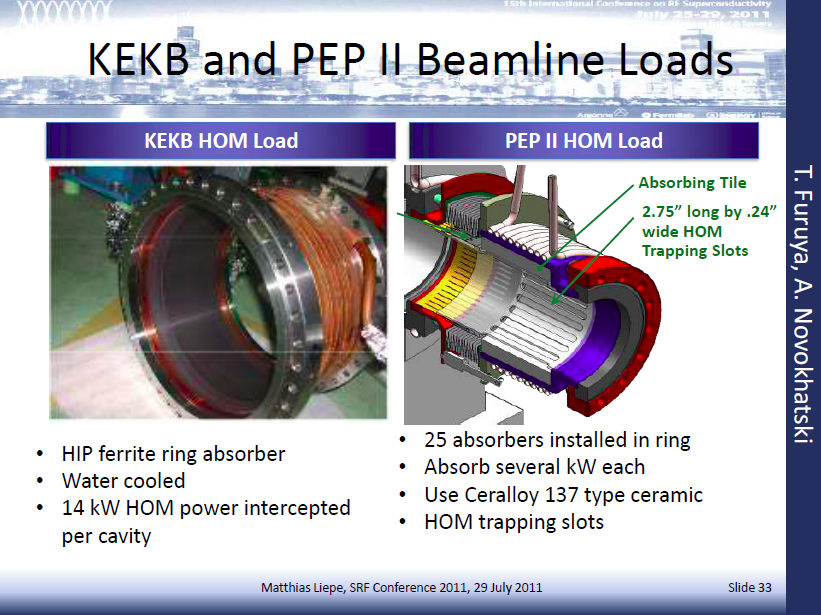 15th International Conference on RF Superconductivity
July 25-29, 2011
KEKB and PEP II Beamline Loads
Argonne
Fermilab
KEKB HOM Load
PEP II HOM Load
Absorbing Tile
2.75” long by .24”
wide HOM
Trapping Slots
• HIP ferrite ring absorber
• Water cooled
• 14 kW HOM power intercepted
per cavity
• 25 absorbers installed in ring
• Absorb several kW each
• Use Ceralloy 137 type ceramic
• HOM trapping slots
T. Furuya, A. Novokhatski
Matthias Liepe, SRF Conference 2011, 29 July 2011
Slide 33